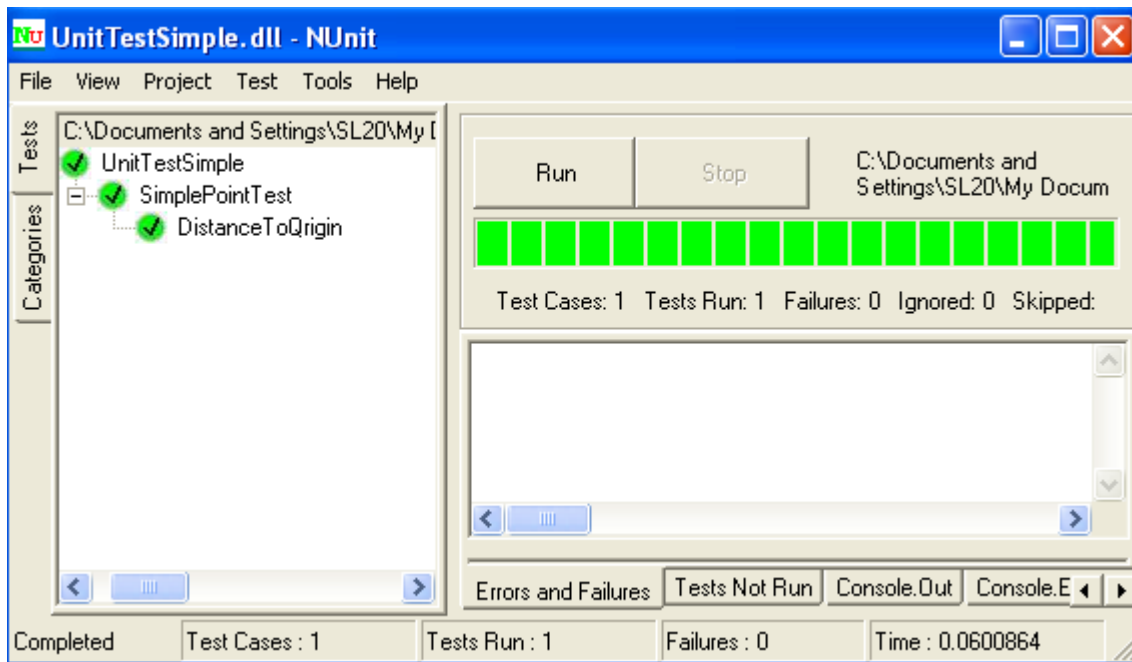 NU UnitTestSimple.dll - NUnit
File View Project Test Tools Help
Tests
Categories
C:\Documents and Settings\SL20\My D
UnitTestSimple
SimplePointTest
DistanceToQrigin
Run
Stop
C:\Documents and
Settings\SL20\My Docum
Test Cases: 1 Tests Run: 1 Failures: 0 Ignored: 0 Skipped:
Errors and Failures Tests Not Run Console.Out Console.E
Completed Test Cases : 1 Tests Run : 1 Failures : 0 Time : 0.0600864